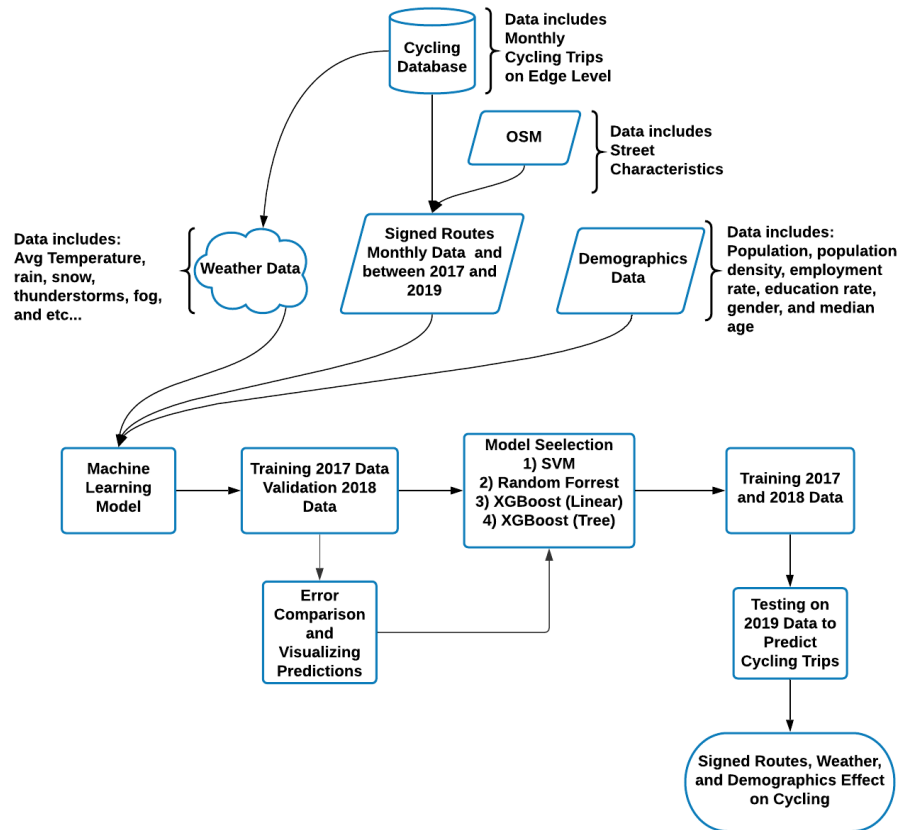 Cycling
Database
Data includes
Monthly
Cycling Trips
on Edge Level
OSM
Data includes
Street
Characteristics
Data includes:
Avg Temperature,
rain, snow,
thunderstorms, fog,
and etc...
Weather Data
Signed Routes
Monthly Data and
between 2017 and
2019
Demographics
Data
Data includes:
Population, population
density, employment
rate, education rate,
gender, and median
age
Machine
Learning
Model
Training 2017 Data
Validation 2018
Data
Model Seelection
1) SVM
2) Random Forrest
3) XGBoost (Linear)
4) XGBoost (Tree)
Training 2017
and 2018 Data
Error
Comparison
and
Visualizing
Predictions
Testing on
2019 Data to
Predict
Cycling Trips
Signed Routes, Weather,
and Demographics Effect
on Cycling